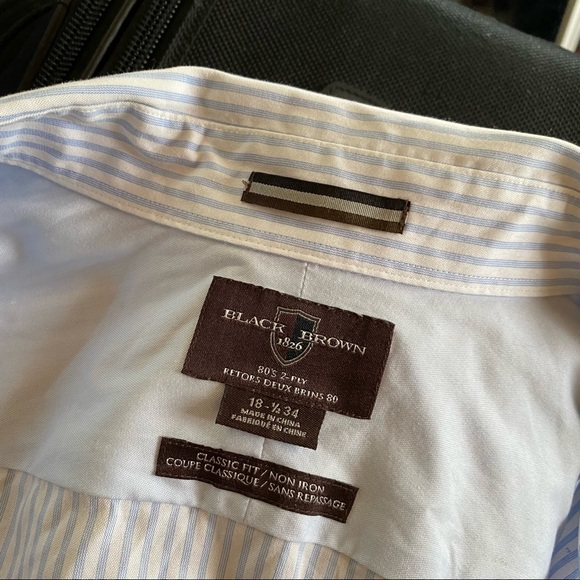 BLACK BROWN
1826
80'S 2-PLY
RETORS DEUX BRINS 80
18-½ 34
MADE IN CHINA
FABRIQUÉ EN CHINE
CLASSIC FIT / NON IRON
COUPE CLASSIQUE / SANS REPASSAGE